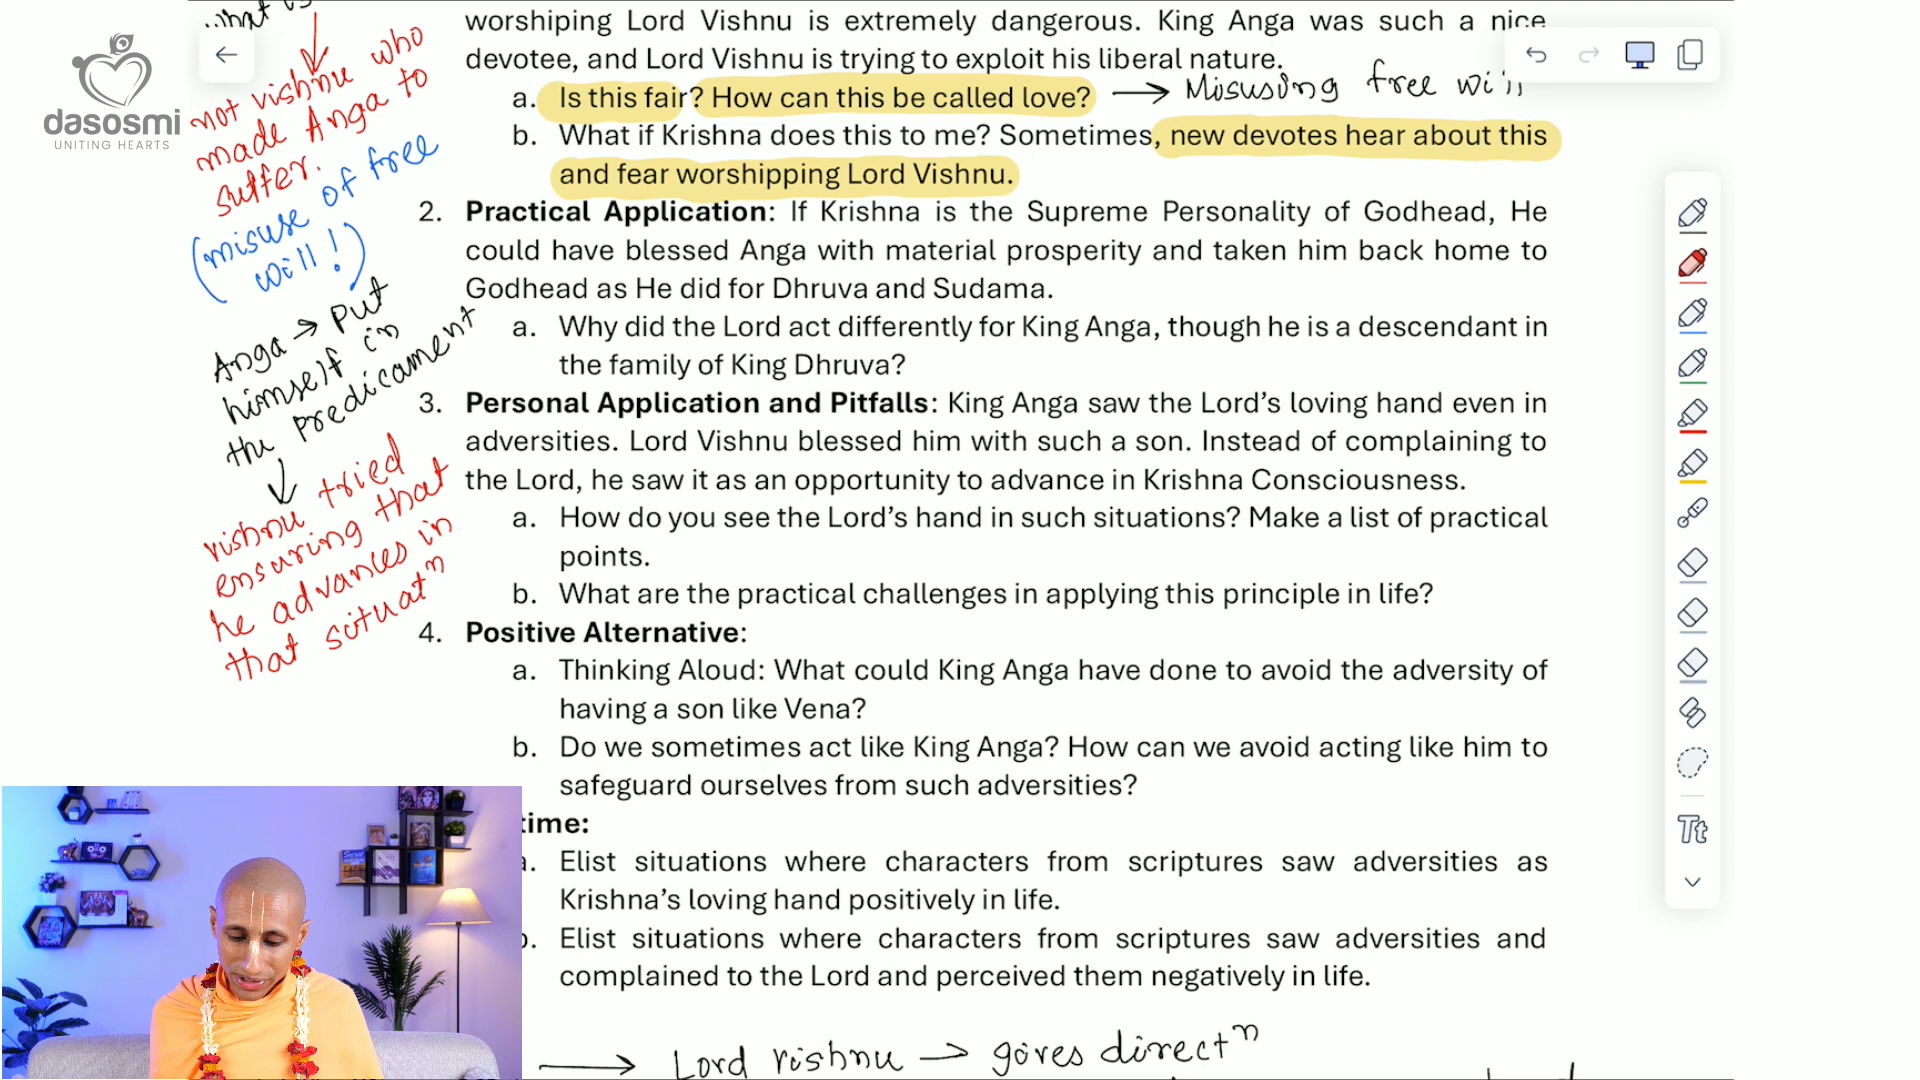 dasosmi
UNITING HEARTS
not vishnu who
made Anga to
suffer.
(misuse of free
will!)
Anga → Put
himself in
the predicament
vishnu tried
ensuring that
he advances in
that situatⁿ
worshiping Lord Vishnu is extremely dangerous. King Anga was such a nice
devotee, and Lord Vishnu is trying to exploit his liberal nature.
a. Is this fair? How can this be called love? → Misusing free will
b. What if Krishna does this to me? Sometimes, new devotes hear about this
and fear worshipping Lord Vishnu.
2. Practical Application: If Krishna is the Supreme Personality of Godhead, He
could have blessed Anga with material prosperity and taken him back home to
Godhead as He did for Dhruva and Sudama.
a. Why did the Lord act differently for King Anga, though he is a descendant in
the family of King Dhruva?
3. Personal Application and Pitfalls: King Anga saw the Lord's loving hand even in
adversities. Lord Vishnu blessed him with such a son. Instead of complaining to
the Lord, he saw it as an opportunity to advance in Krishna Consciousness.
a. How do you see the Lord's hand in such situations? Make a list of practical
points.
b. What are the practical challenges in applying this principle in life?
4. Positive Alternative:
a. Thinking Aloud: What could King Anga have done to avoid the adversity of
having a son like Vena?
b. Do we sometimes act like King Anga? How can we avoid acting like him to
safeguard ourselves from such adversities?
time:
a. Elist situations where characters from scriptures saw adversities as
Krishna's loving hand positively in life.
b. Elist situations where characters from scriptures saw adversities and
complained to the Lord and perceived them negatively in life.
→ Lord vishnu → gives directⁿ
Tt